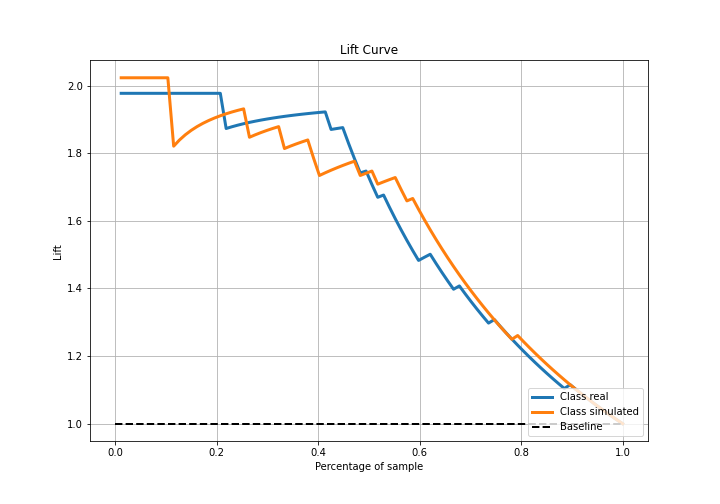 Lift Curve
Lift
2.0
1.8
1.6
1.4
1.2
1.0
0.0 0.2 0.4 0.6 0.8 1.0
Percentage of sample
Class real
Class simulated
Baseline